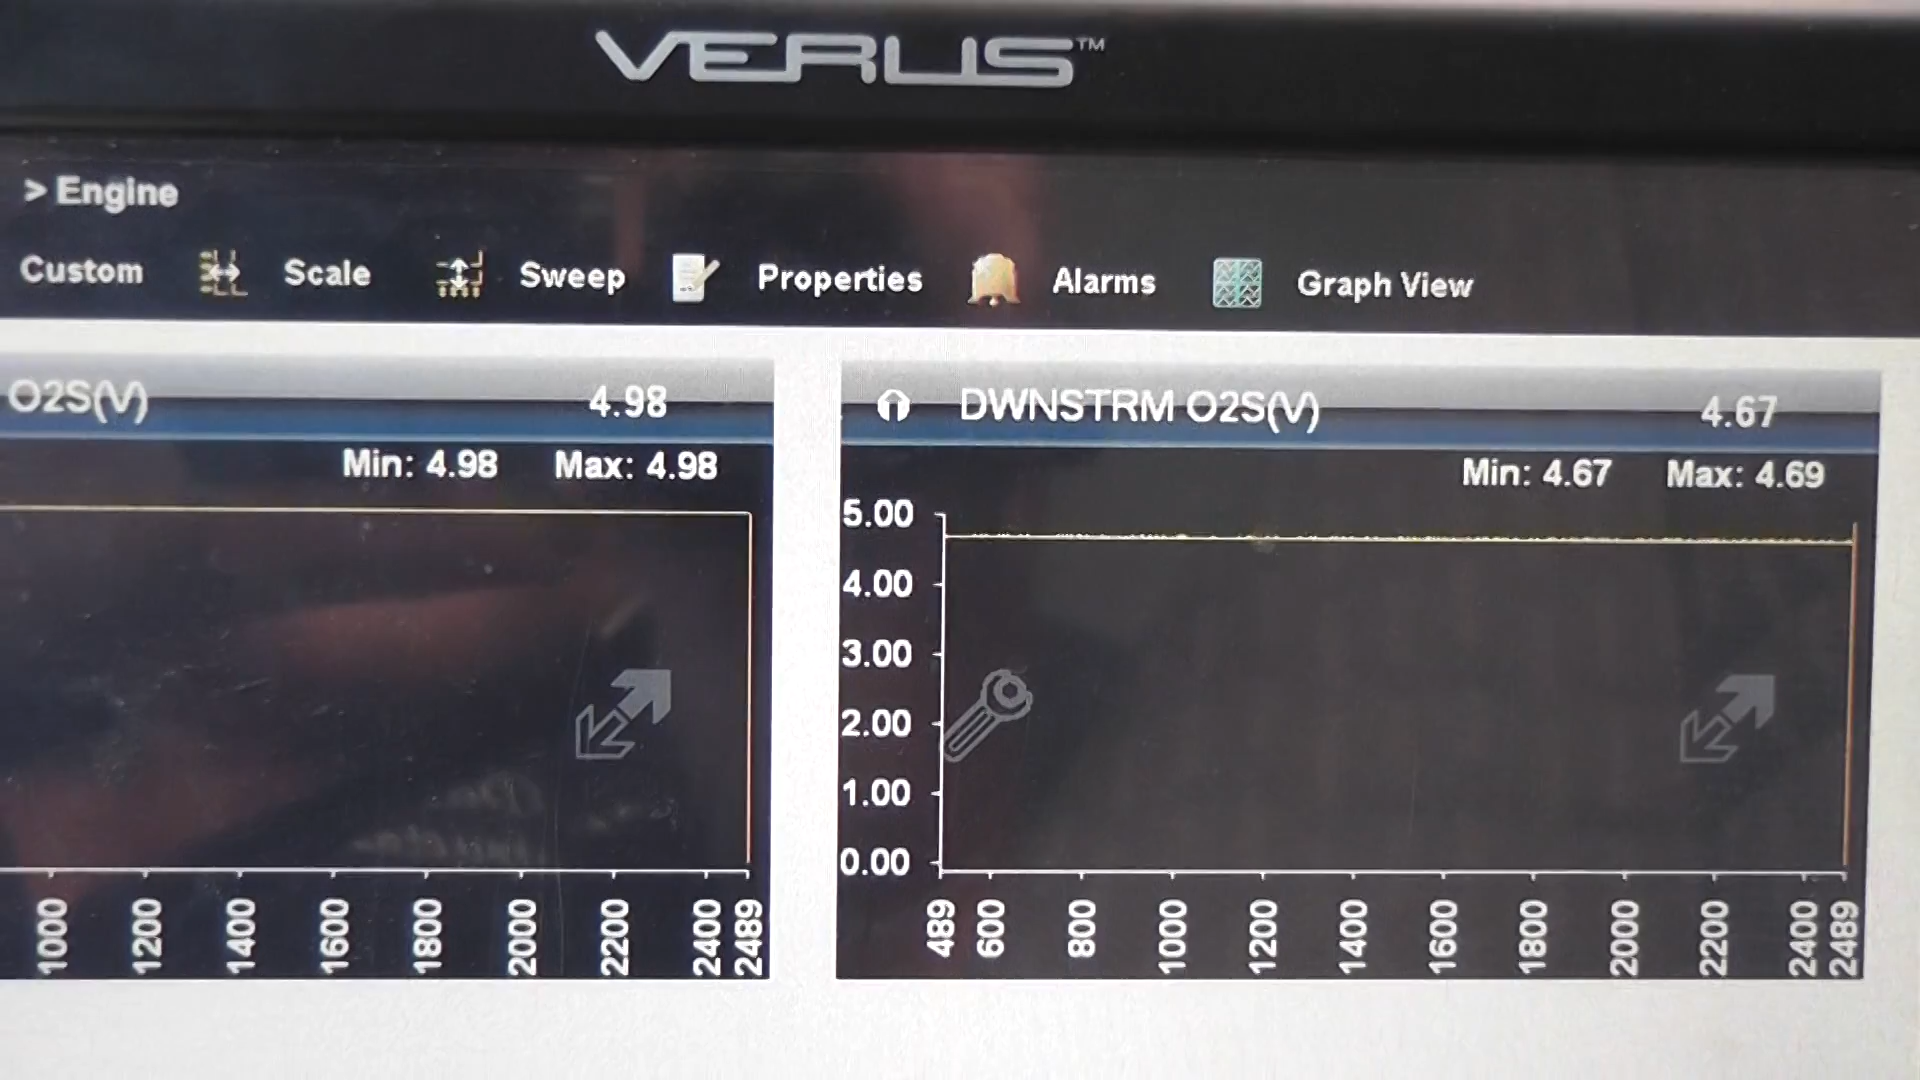 VERUS™
> Engine
Custom Scale Sweep Properties Alarms Graph View
O2S(V) 4.98
Min: 4.98 Max: 4.98
1000 1200 1400 1600 1800 2000 2200 2400 2489
DWNSTRM O2S(V) 4.67
Min: 4.67 Max: 4.69
5.00
4.00
3.00
2.00
1.00
0.00
489 600 800 1000 1200 1400 1600 1800 2000 2200 2400 2489